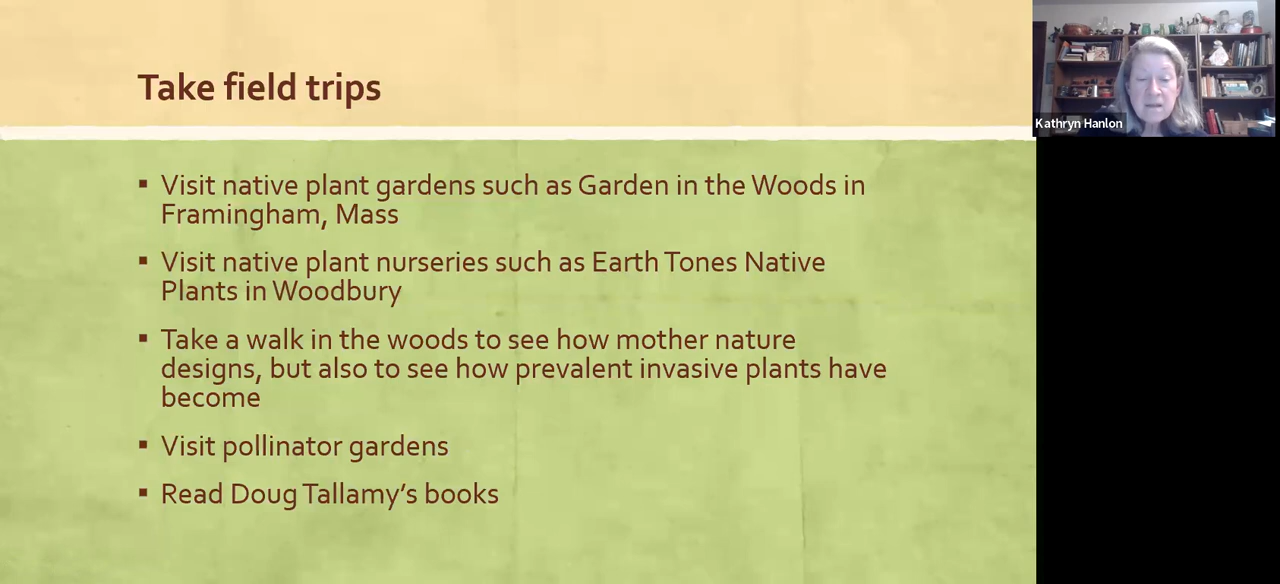 Take field trips
Kathryn Hanlon
▪ Visit native plant gardens such as Garden in the Woods in
Framingham, Mass
▪ Visit native plant nurseries such as Earth Tones Native
Plants in Woodbury
▪ Take a walk in the woods to see how mother nature
designs, but also to see how prevalent invasive plants have
become
▪ Visit pollinator gardens
▪ Read Doug Tallamy’s books